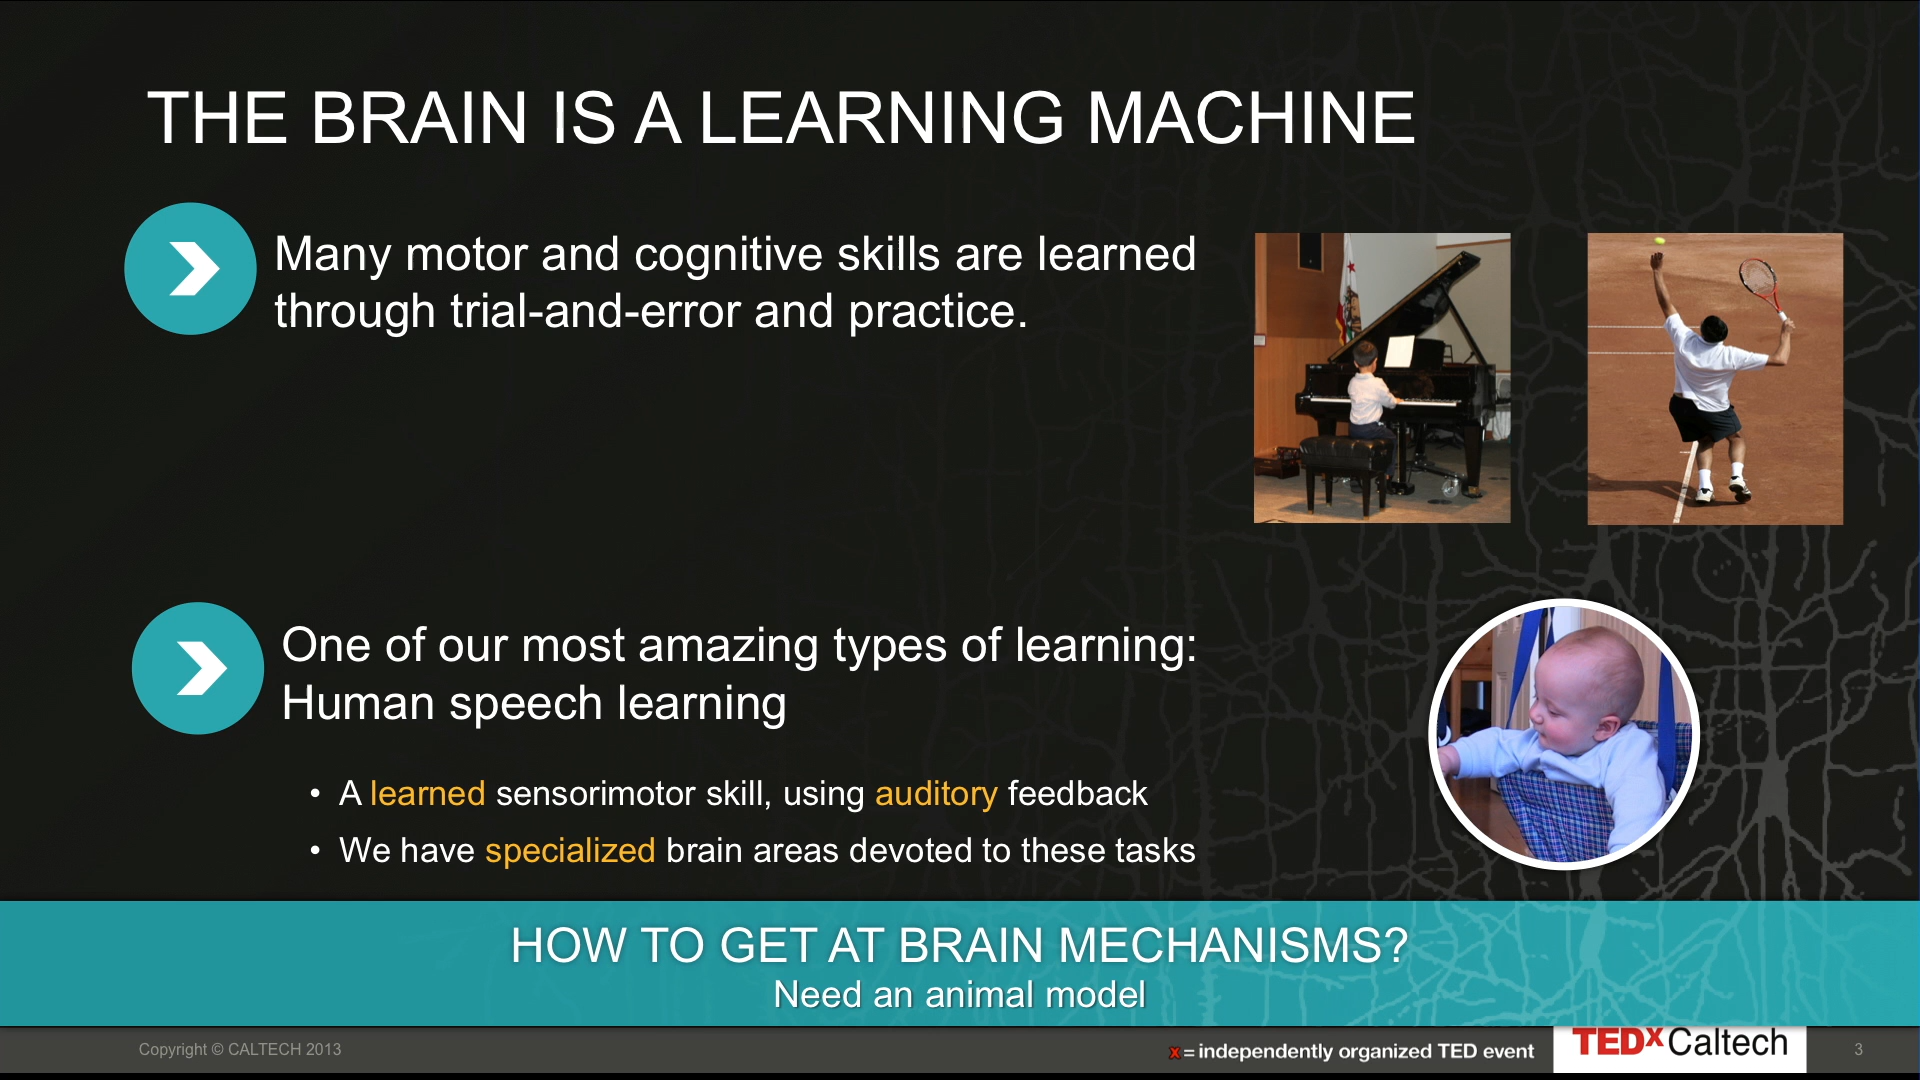 THE BRAIN IS A LEARNING MACHINE
Many motor and cognitive skills are learned
through trial-and-error and practice.
One of our most amazing types of learning:
Human speech learning
• A learned sensorimotor skill, using auditory feedback
• We have specialized brain areas devoted to these tasks
HOW TO GET AT BRAIN MECHANISMS?
Need an animal model
Copyright © CALTECH 2013
x = independently organized TED event
TEDx Caltech
3